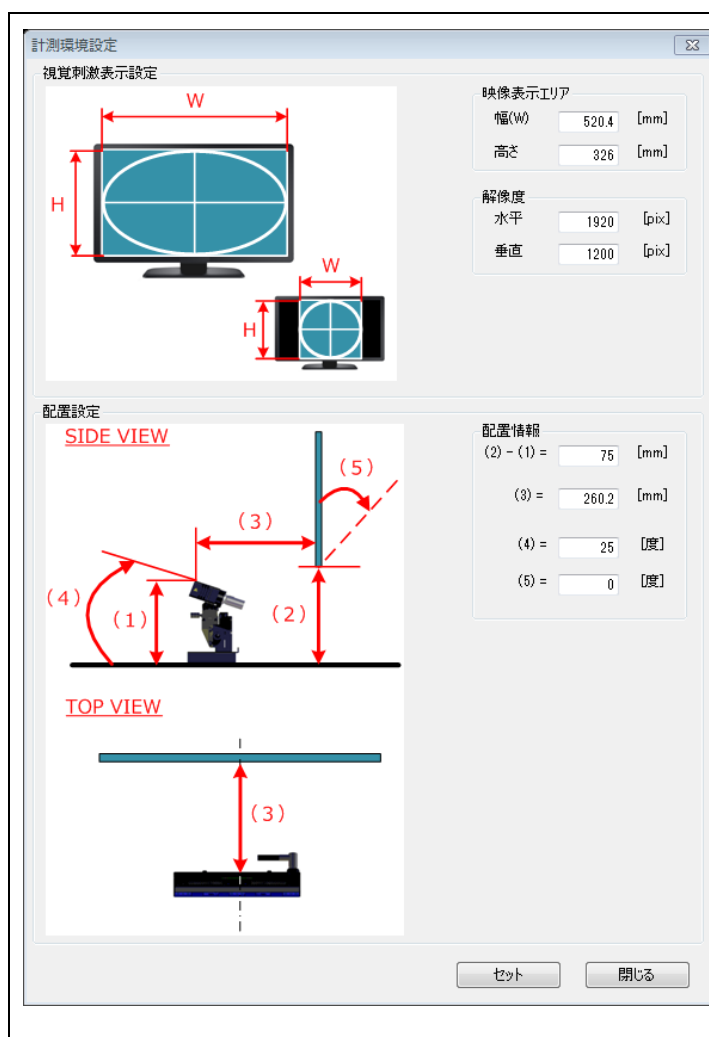 計測環境設定
視覚刺激表示設定
W
H
W
H
映像表示エリア
幅(W) 520.4 [mm]
高さ 326 [mm]
解像度
水平 1920 [pix]
垂直 1200 [pix]
配置設定
SIDE VIEW
(5)
(3)
(4)
(1)
(2)
TOP VIEW
(3)
配置情報
(2) - (1) = 75 [mm]
(3) = 260.2 [mm]
(4) = 25 [度]
(5) = 0 [度]
セット
閉じる